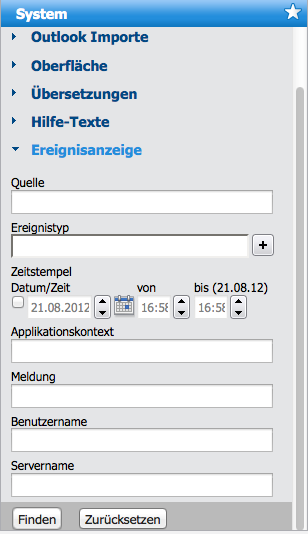 System
Outlook Importe
Oberfläche
Übersetzungen
Hilfe-Texte
Ereignisanzeige
Quelle
Ereignistyp
+
Zeitstempel
Datum/Zeit von bis (21.08.12)
21.08.2012 16:58 16:58
Applikationskontext
Meldung
Benutzername
Servername
Finden Zurücksetzen